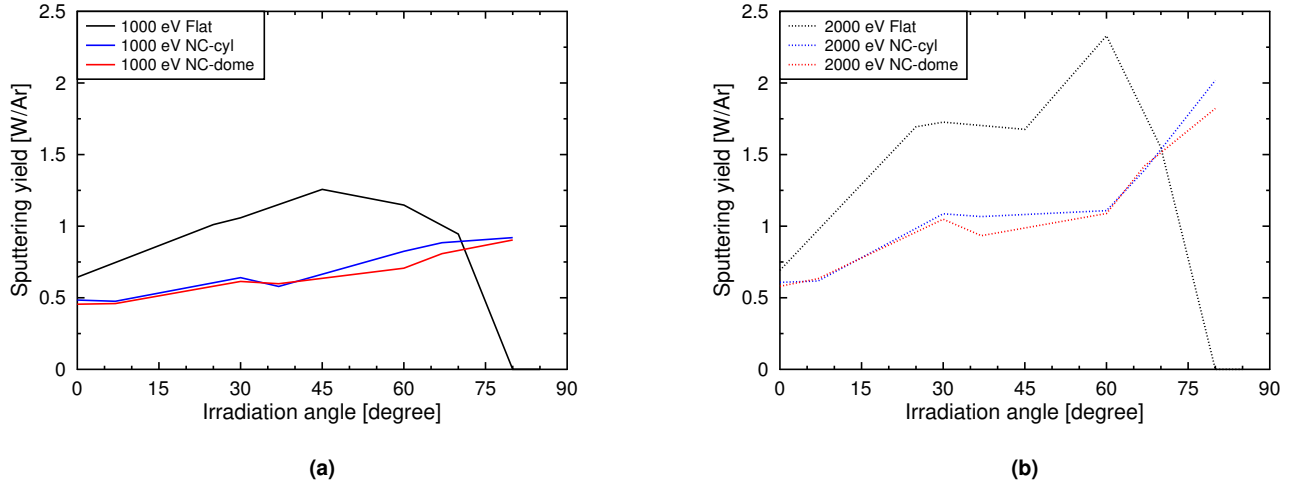 2.5
2
1.5
1
0.5
0
0 15 30 45 60 75 90
Sputtering yield [W/Ar]
Irradiation angle [degree]
1000 eV Flat
1000 eV NC-cyl
1000 eV NC-dome
(a)
2.5
2
1.5
1
0.5
0
0 15 30 45 60 75 90
Sputtering yield [W/Ar]
Irradiation angle [degree]
2000 eV Flat
2000 eV NC-cyl
2000 eV NC-dome
(b)